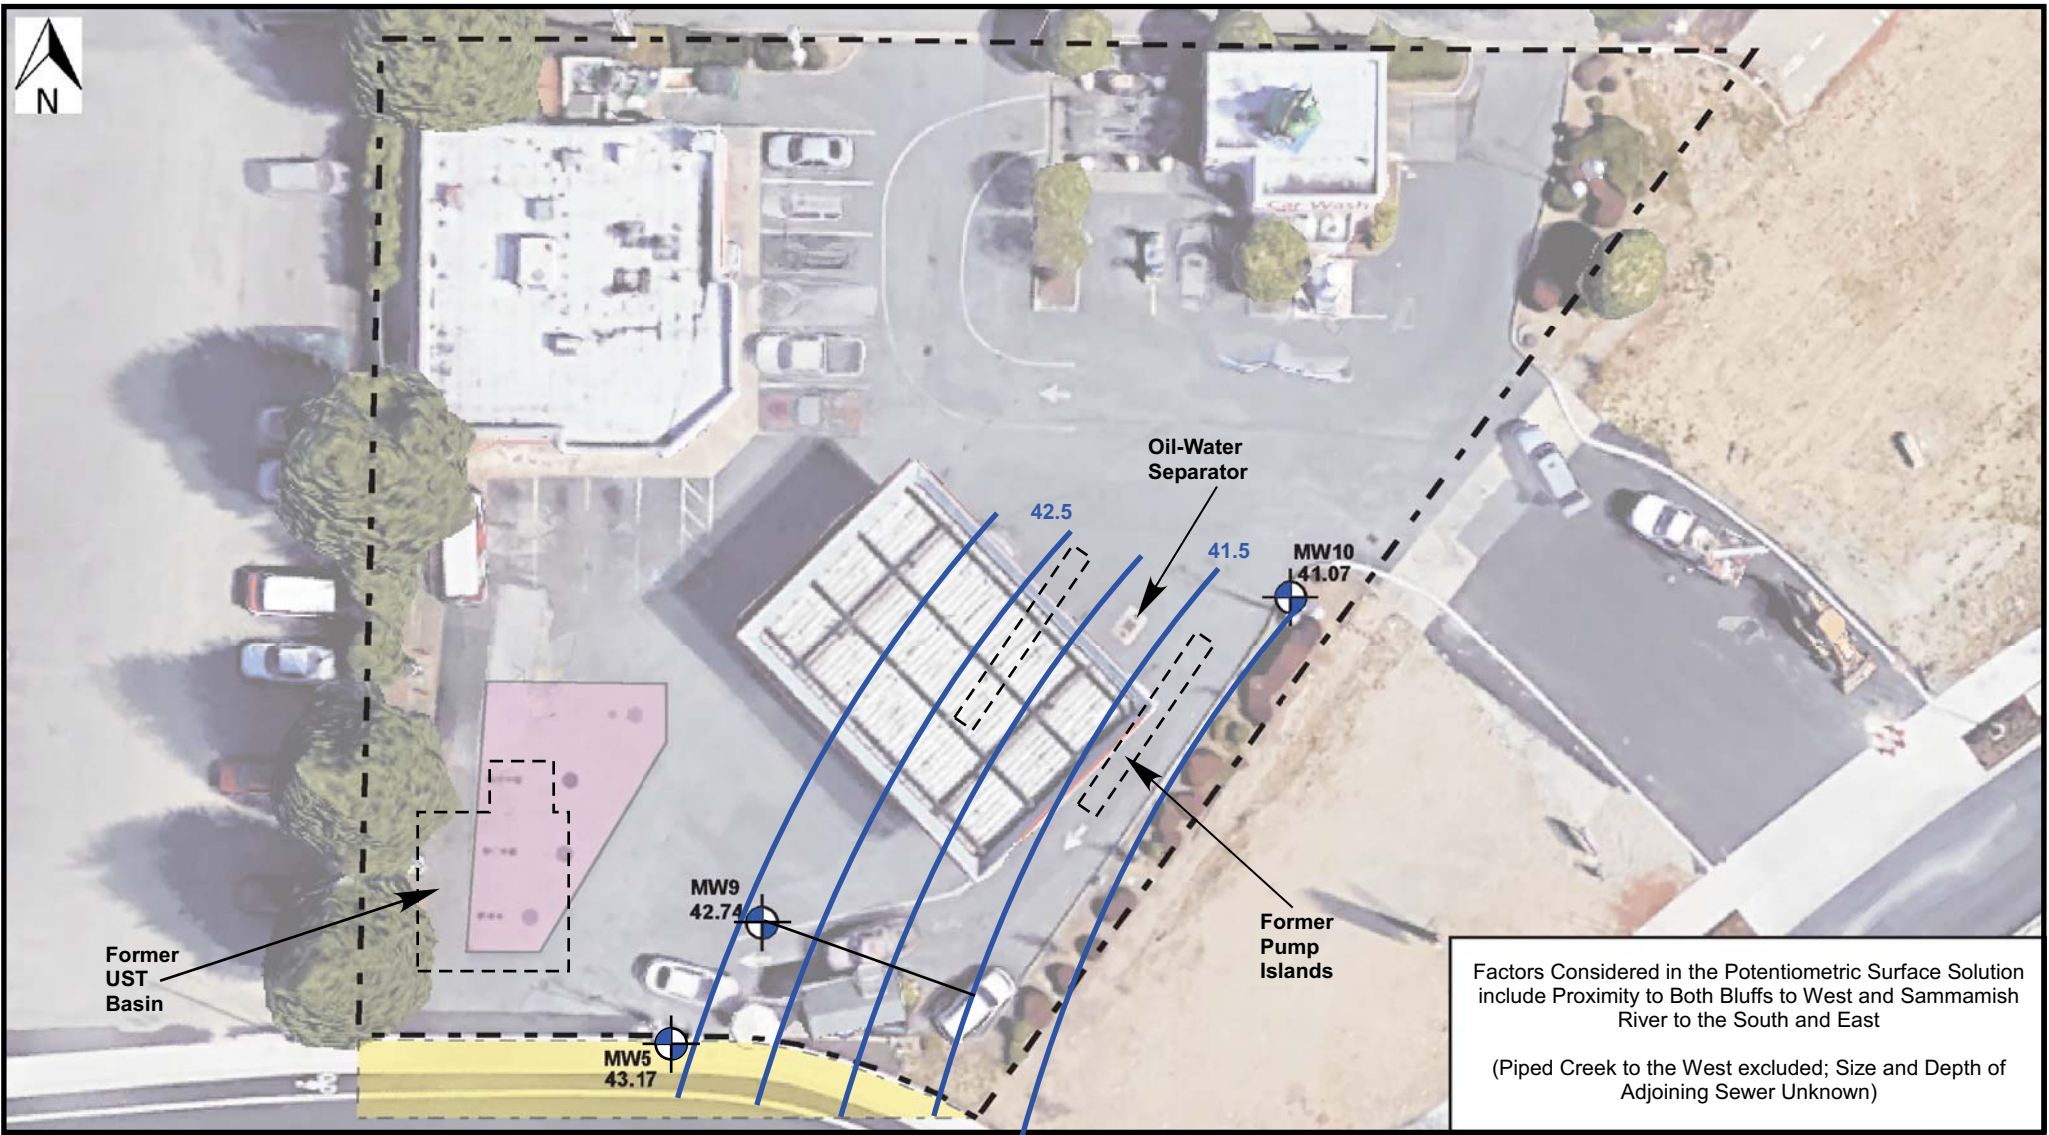 N
Car Wash
Oil-Water
Separator
42.5
41.5
MW10
41.07
MW9
42.74
Former
UST
Basin
Former
Pump
Islands
MW5
43.17
Factors Considered in the Potentiometric Surface Solution
include Proximity to Both Bluffs to West and Sammamish
River to the South and East
(Piped Creek to the West excluded; Size and Depth of
Adjoining Sewer Unknown)